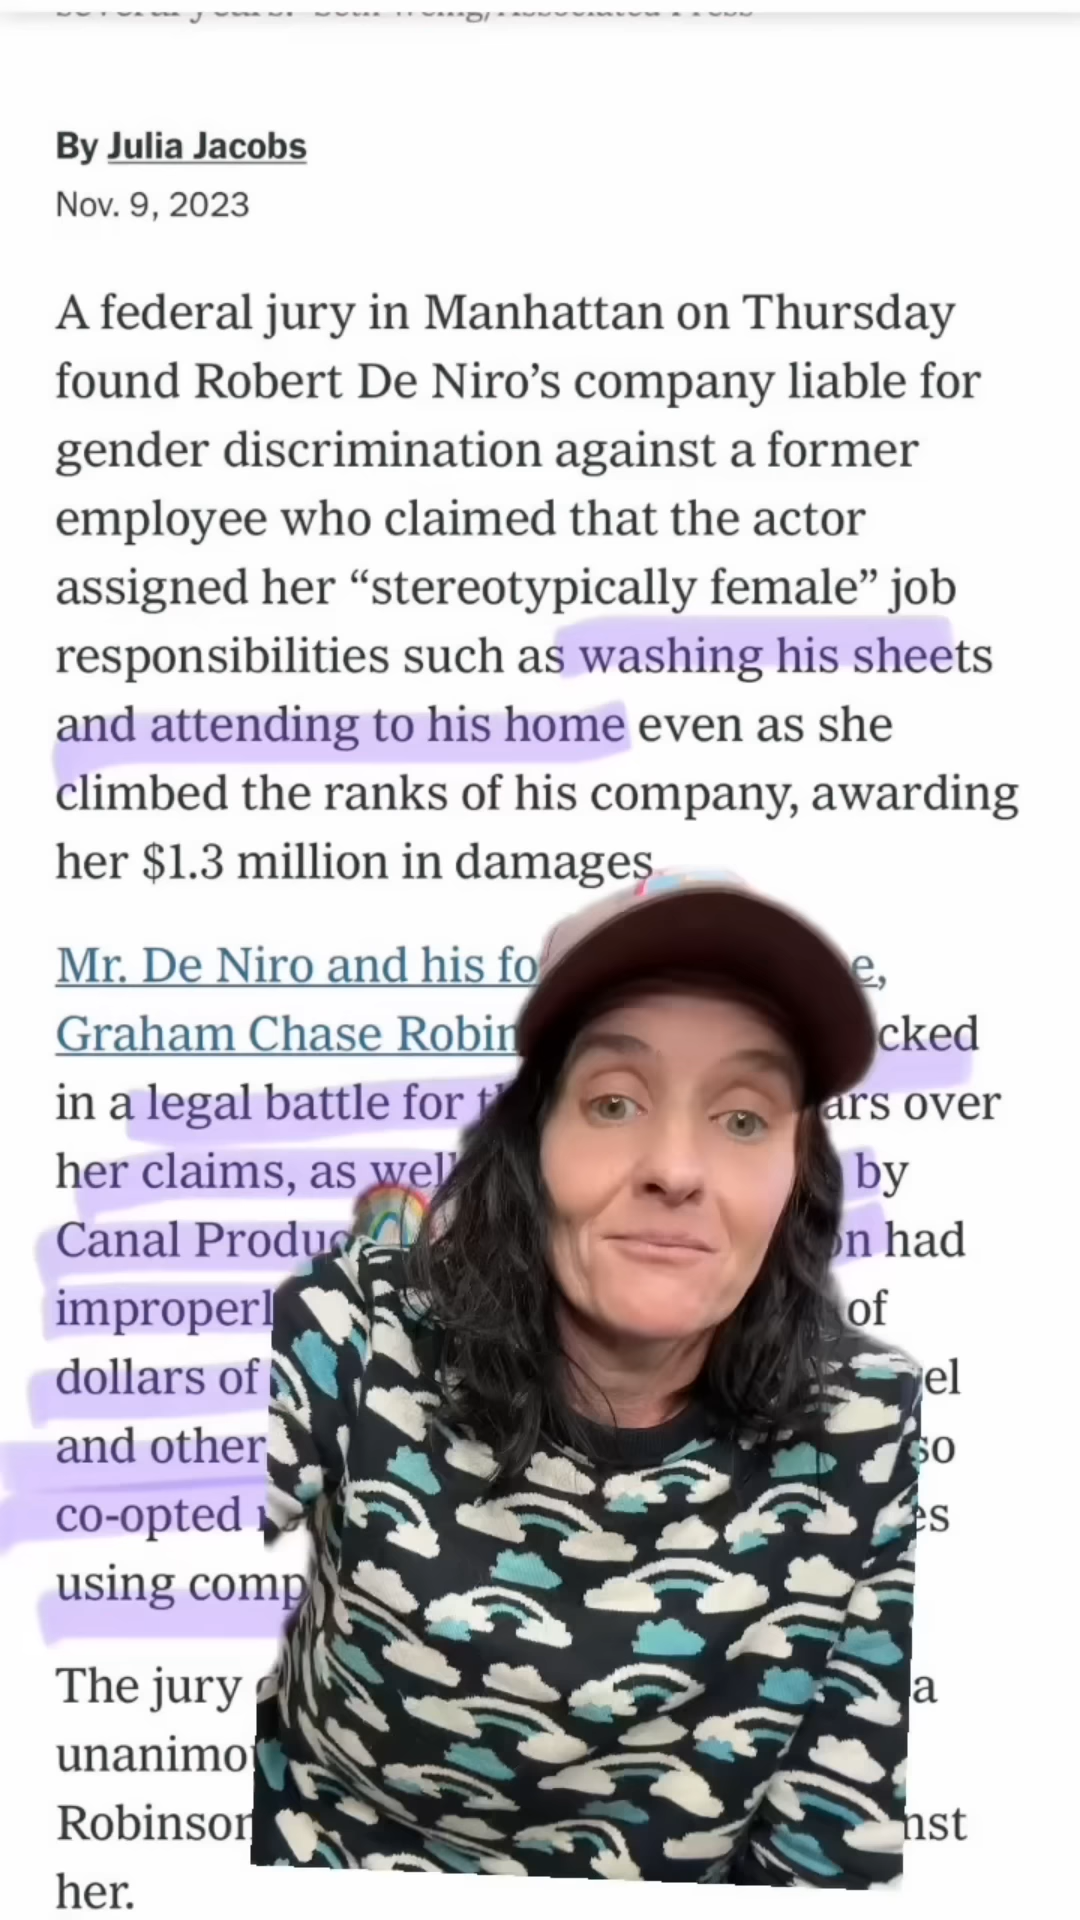 By Julia Jacobs
Nov. 9, 2023
A federal jury in Manhattan on Thursday
found Robert De Niro’s company liable for
gender discrimination against a former
employee who claimed that the actor
assigned her “stereotypically female” job
responsibilities such as washing his sheets
and attending to his home even as she
climbed the ranks of his company, awarding
her $1.3 million in damages
Mr. De Niro and his fo e,
Graham Chase Robin cked
in a legal battle for t ars over
her claims, as well by
Canal Produc on had
improperl of
dollars of el
and other so
co-opted es
using comp
The jury a
unanimo
Robinson nst
her.